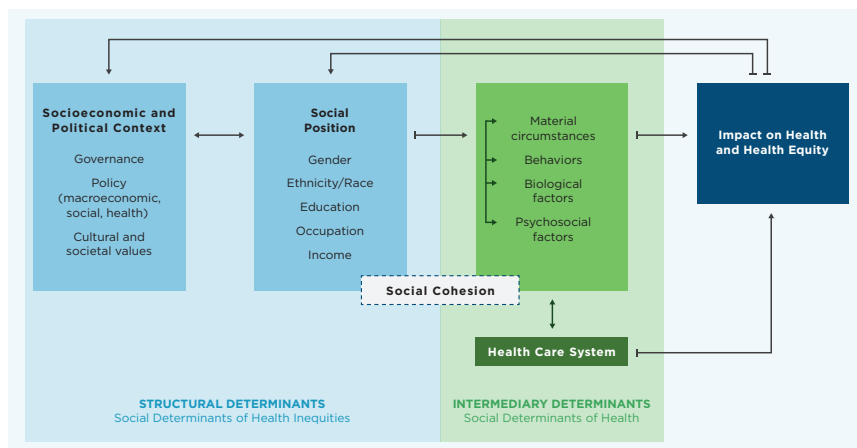 Socioeconomic and
Political Context
Governance
Policy
(macroeconomic,
social, health)
Cultural and
societal values
Social
Position
Gender
Ethnicity/Race
Education
Occupation
Income
Material
circumstances
Behaviors
Biological
factors
Psychosocial
factors
Impact on Health
and Health Equity
Social Cohesion
Health Care System
STRUCTURAL DETERMINANTS
Social Determinants of Health Inequities
INTERMEDIARY DETERMINANTS
Social Determinants of Health